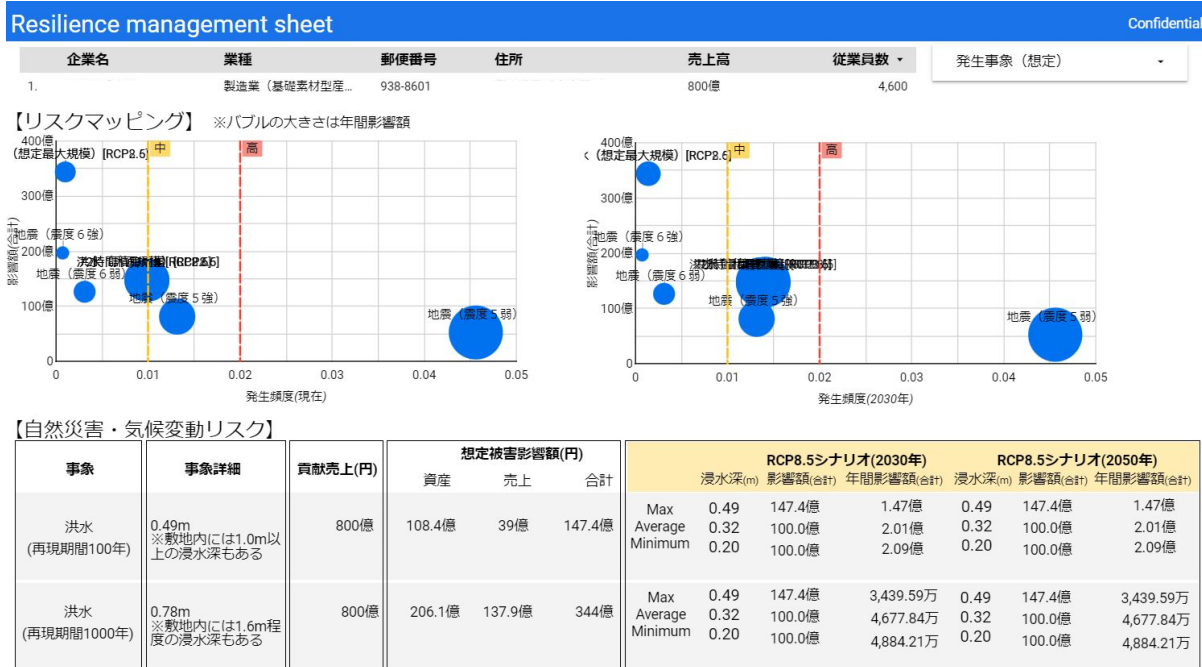 Resilience management sheet
Confidential
企業名 業種 郵便番号 住所 売上高 従業員数
1. 製造業（基礎素材型産... 938-8601 800億 4,600
発生事象（想定）
【リスクマッピング】 ※バブルの大きさは年間影響額
400億
（想定最大規模）[RCP8.6]
中
高
300億
地震（震度６強）
200億
地震（震度６弱）
地震（震度５強）
100億
地震（震度５弱）
0
影響額(合計)
0 0.01 0.02 0.03 0.04 0.05
発生頻度(現在)
400億
（想定最大規模）[RCP8.6]
中
高
300億
地震（震度６強）
200億
地震（震度６弱）
地震（震度５強）
100億
地震（震度５弱）
0
影響額(合計)
0 0.01 0.02 0.03 0.04 0.05
発生頻度(2030年)
【自然災害・気候変動リスク】
事象 事象詳細 貢献売上(円) 想定被害影響額(円)
資産 売上 合計
RCP8.5シナリオ(2030年) RCP8.5シナリオ(2050年)
浸水深(m) 影響額(合計) 年間影響額(合計) 浸水深(m) 影響額(合計) 年間影響額(合計)
洪水
(再現期間100年)
0.49m
※敷地内には1.0m以
上の浸水深もある
800億 108.4億 39億 147.4億
Max 0.49 147.4億 1.47億 0.49 147.4億 1.47億
Average 0.32 100.0億 2.01億 0.32 100.0億 2.01億
Minimum 0.20 100.0億 2.09億 0.20 100.0億 2.09億
洪水
(再現期間1000年)
0.78m
※敷地内には1.6m程
度の浸水深もある
800億 206.1億 137.9億 344億
Max 0.49 147.4億 3,439.59万 0.49 147.4億 3,439.59万
Average 0.32 100.0億 4,677.84万 0.32 100.0億 4,677.84万
Minimum 0.20 100.0億 4,884.21万 0.20 100.0億 4,884.21万